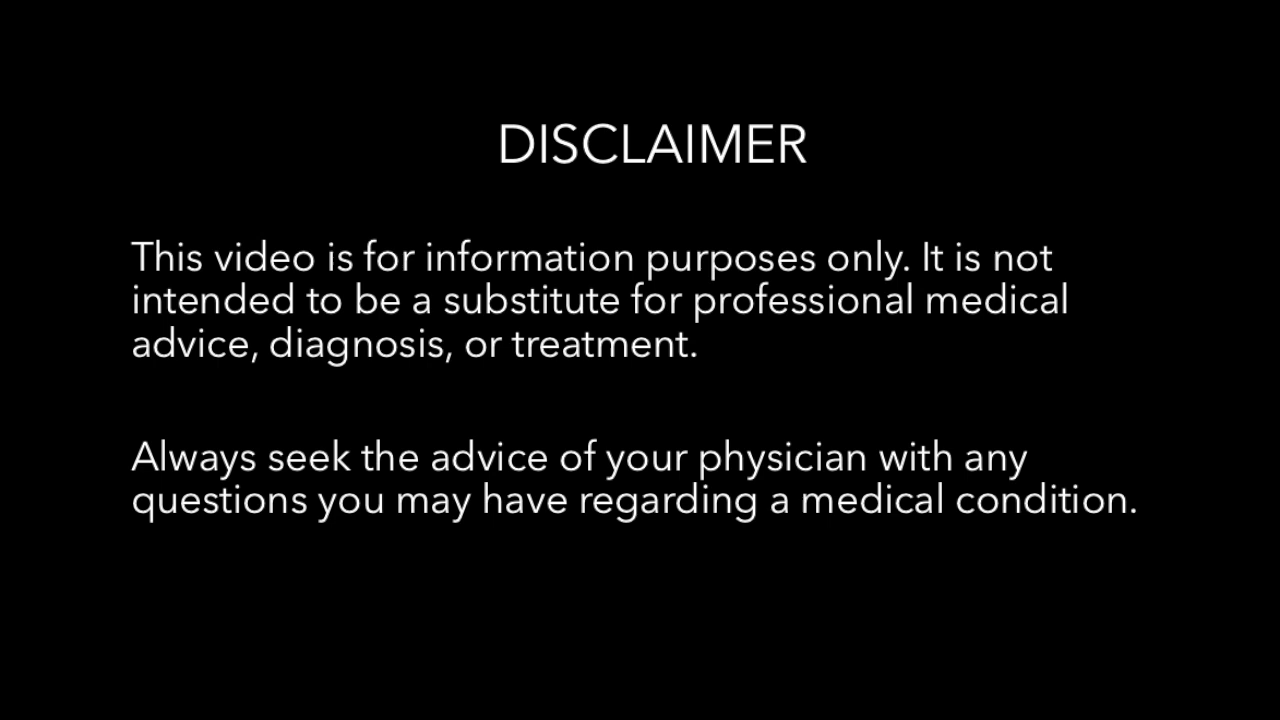 DISCLAIMER
This video is for information purposes only. It is not
intended to be a substitute for professional medical
advice, diagnosis, or treatment.
Always seek the advice of your physician with any
questions you may have regarding a medical condition.